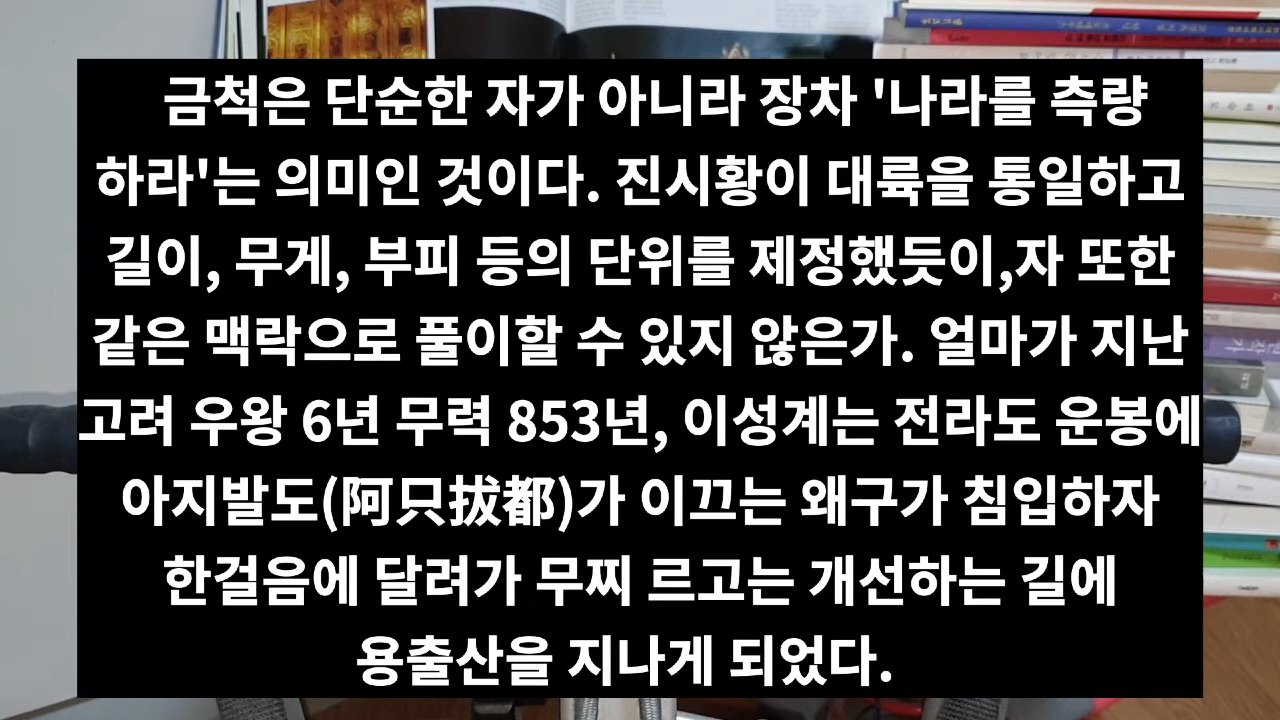 금척은 단순한 자가 아니라 장차 '나라를 측량
하라'는 의미인 것이다. 진시황이 대륙을 통일하고
길이, 무게, 부피 등의 단위를 제정했듯이,자 또한
같은 맥락으로 풀이할 수 있지 않은가. 얼마가 지난
고려 우왕 6년 무력 853년, 이성계는 전라도 운봉에
아지발도(阿只拔都)가 이끄는 왜구가 침입하자
한걸음에 달려가 무찌 르고는 개선하는 길에
용출산을 지나게 되었다.